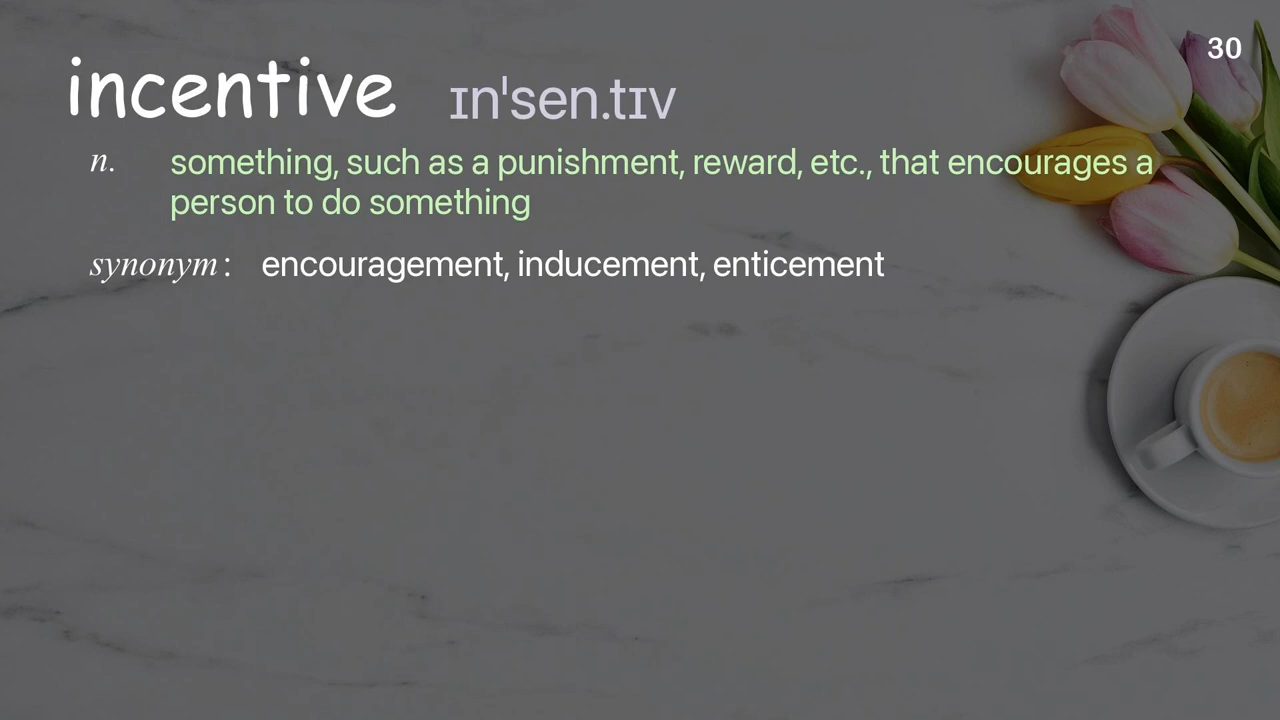 30
incentive ɪnˈsen.tɪv
n. something, such as a punishment, reward, etc., that encourages a
person to do something
synonym: encouragement, inducement, enticement